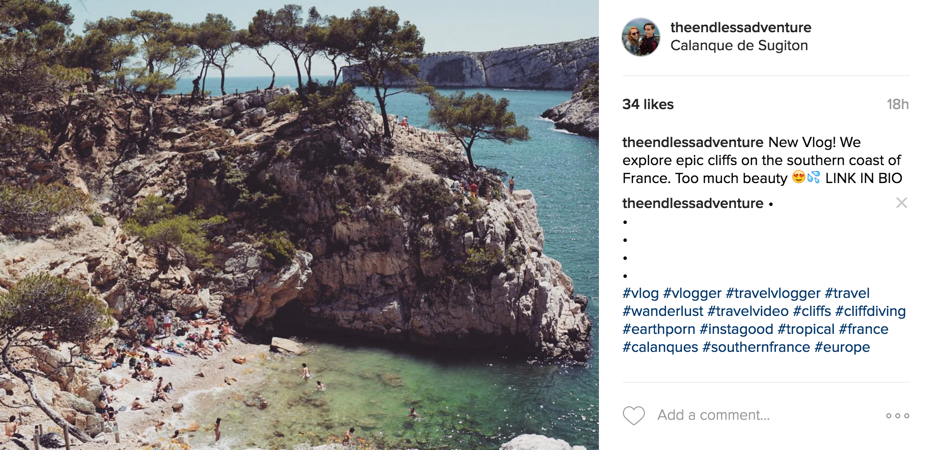 theendlessadventure
Calanque de Sugiton
34 likes 18h
theendlessadventure New Vlog! We
explore epic cliffs on the southern coast of
France. Too much beauty 😍💦 LINK IN BIO
theendlessadventure •
•
•
•
•
#vlog #vlogger #travelvlogger #travel
#wanderlust #travelvideo #cliffs #cliffdiving
#earthporn #instagood #tropical #france
#calanques #southernfrance #europe
Add a comment...